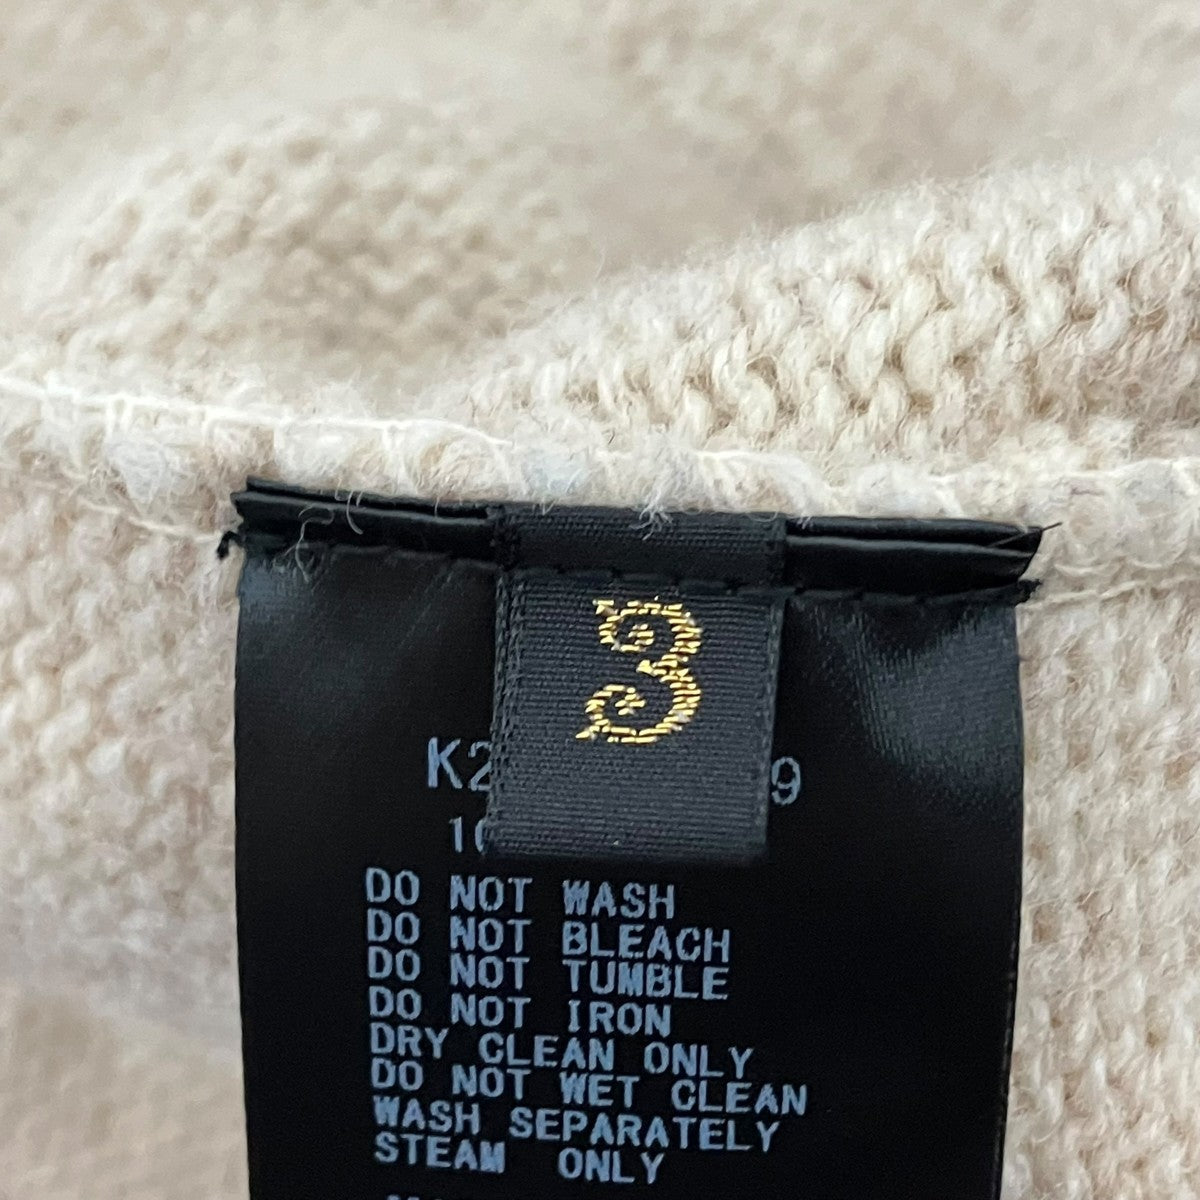 3
K2 9
10
DO NOT WASH
DO NOT BLEACH
DO NOT TUMBLE
DO NOT IRON
DRY CLEAN ONLY
DO NOT WET CLEAN
WASH SEPARATELY
STEAM ONLY